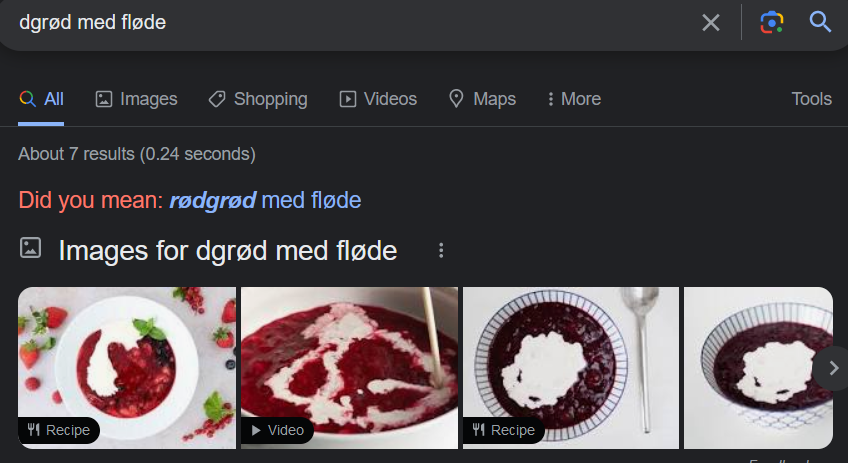 dgrød med fløde
All Images Shopping Videos Maps More Tools
About 7 results (0.24 seconds)
Did you mean: rødgrød med fløde
Images for dgrød med fløde
Recipe Video Recipe